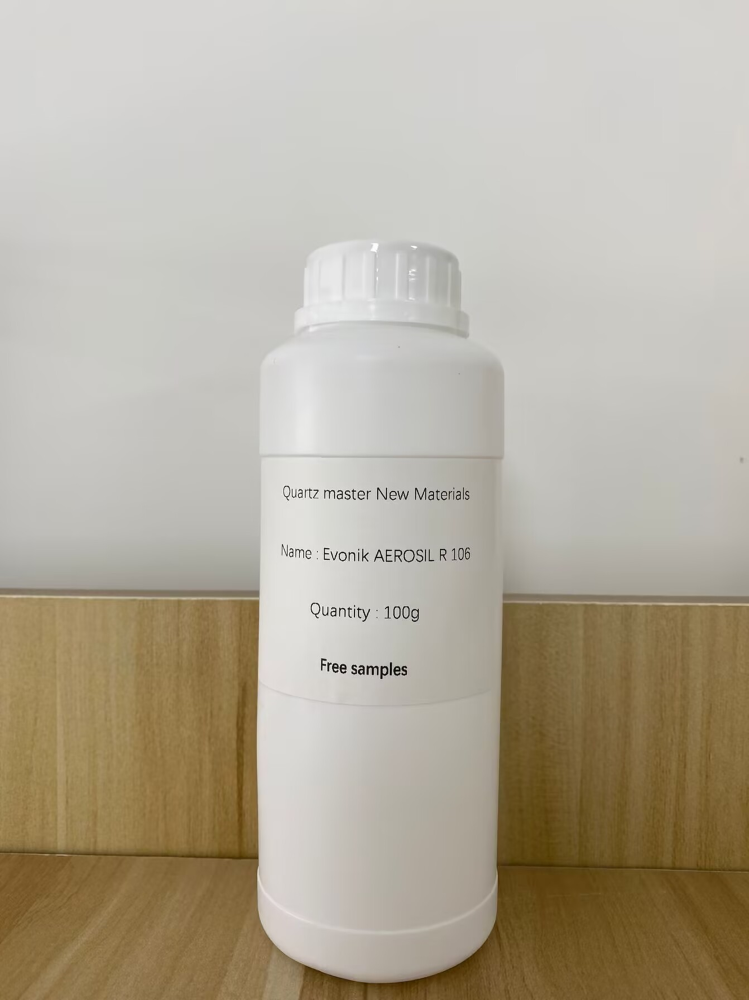 Quartz master New Materials
Name : Evonik AEROSIL R 106
Quantity : 100g
Free samples